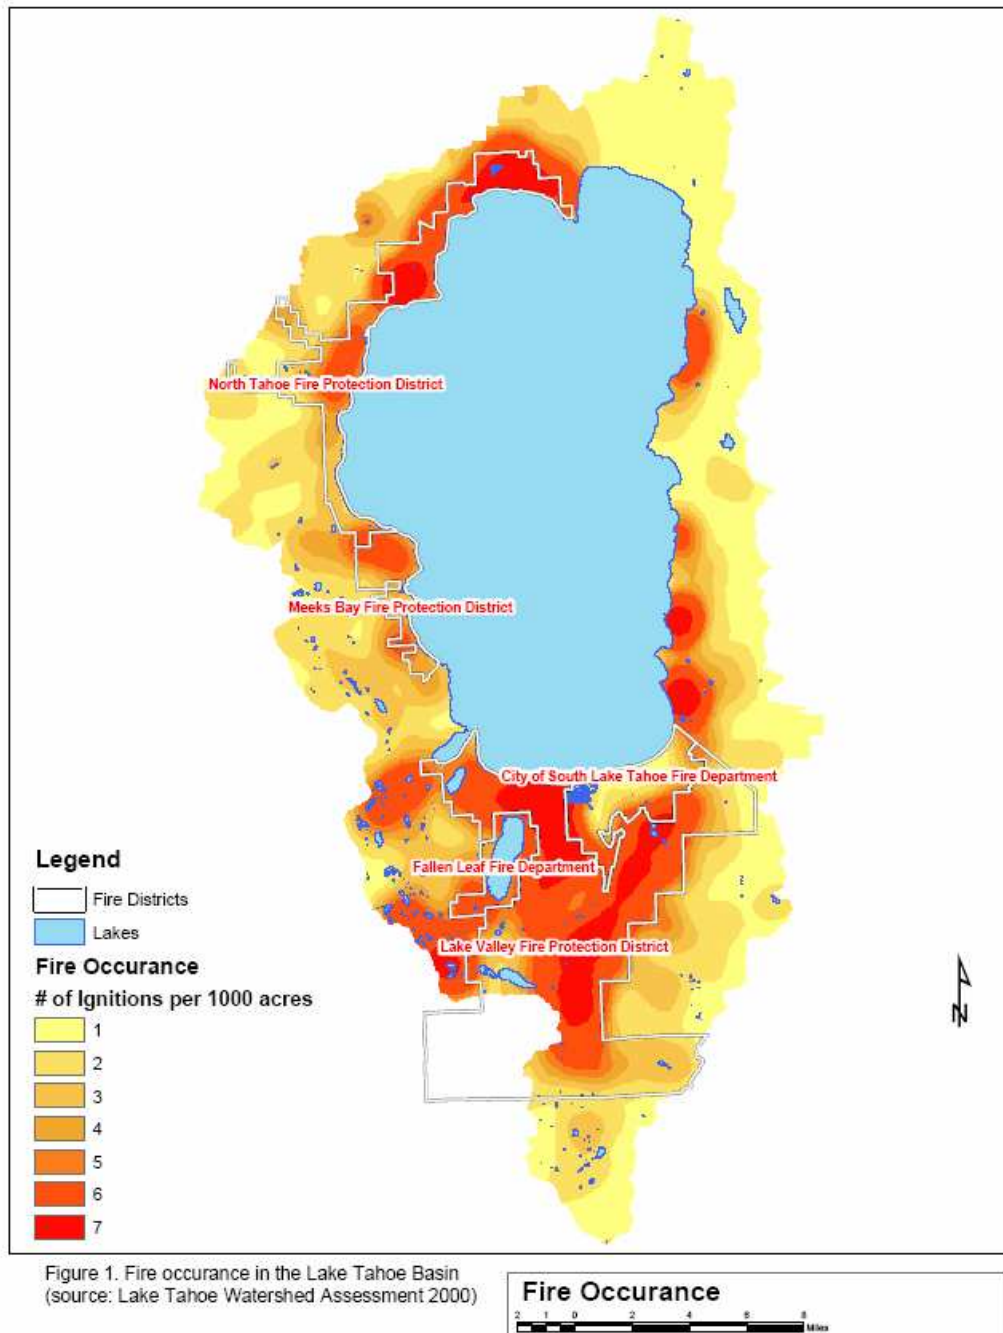 North Tahoe Fire Protection District
Meeks Bay Fire Protection District
City of South Lake Tahoe Fire Department
Fallen Leaf Fire Department
Lake Valley Fire Protection District
Legend
Fire Districts
Lakes
Fire Occurance
# of Ignitions per 1000 acres
1
2
3
4
5
6
7
N
Figure 1. Fire occurance in the Lake Tahoe Basin
(source: Lake Tahoe Watershed Assessment 2000)
Fire Occurance
2 1 0 2 4 6 8
Miles